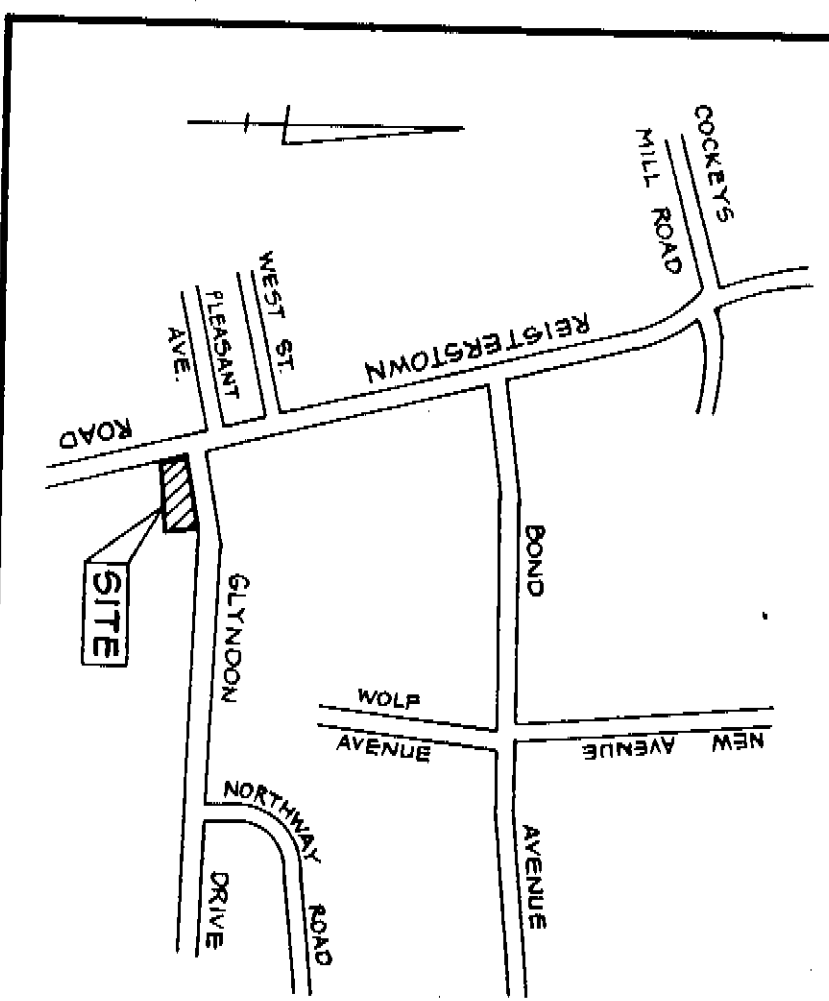 COCKEYS
MILL ROAD
WEST ST.
PLEASANT
AVE.
REISTERSTOWN
ROAD
BOND
AVENUE
SITE
GLYNDON
DRIVE
WOLF
AVENUE
NEW
AVENUE
NORTHWAY
ROAD